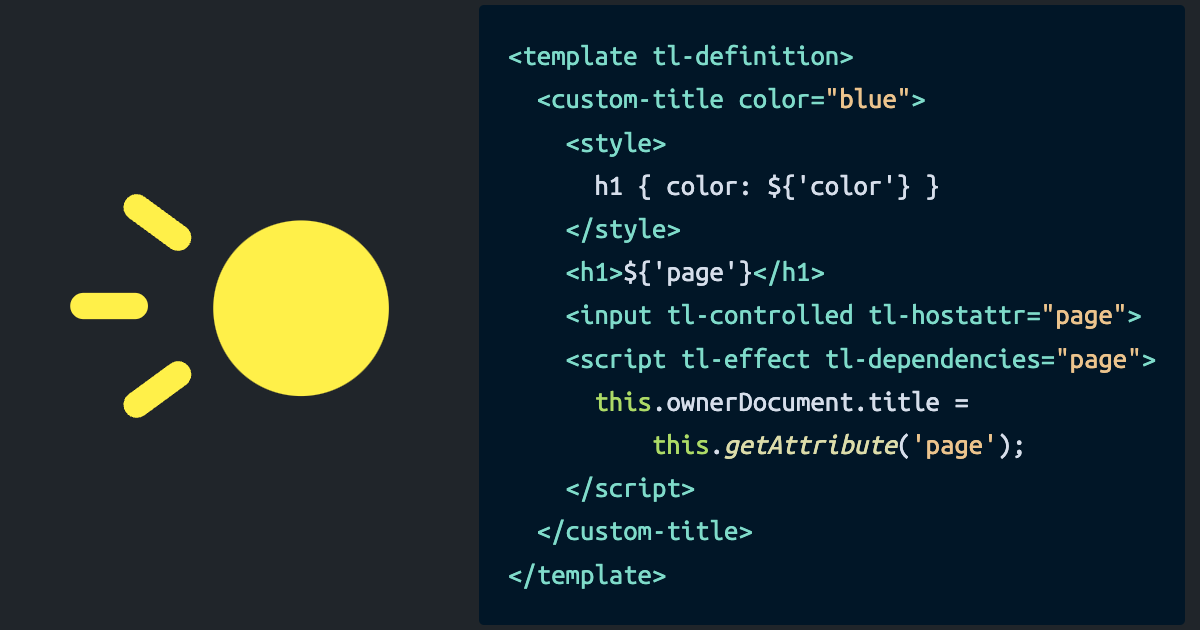 <template tl-definition>
<custom-title color="blue">
<style>
h1 { color: ${'color'} }
</style>
<h1>${'page'}</h1>
<input tl-controlled tl-hostattr="page">
<script tl-effect tl-dependencies="page">
this.ownerDocument.title =
this.getAttribute('page');
</script>
</custom-title>
</template>